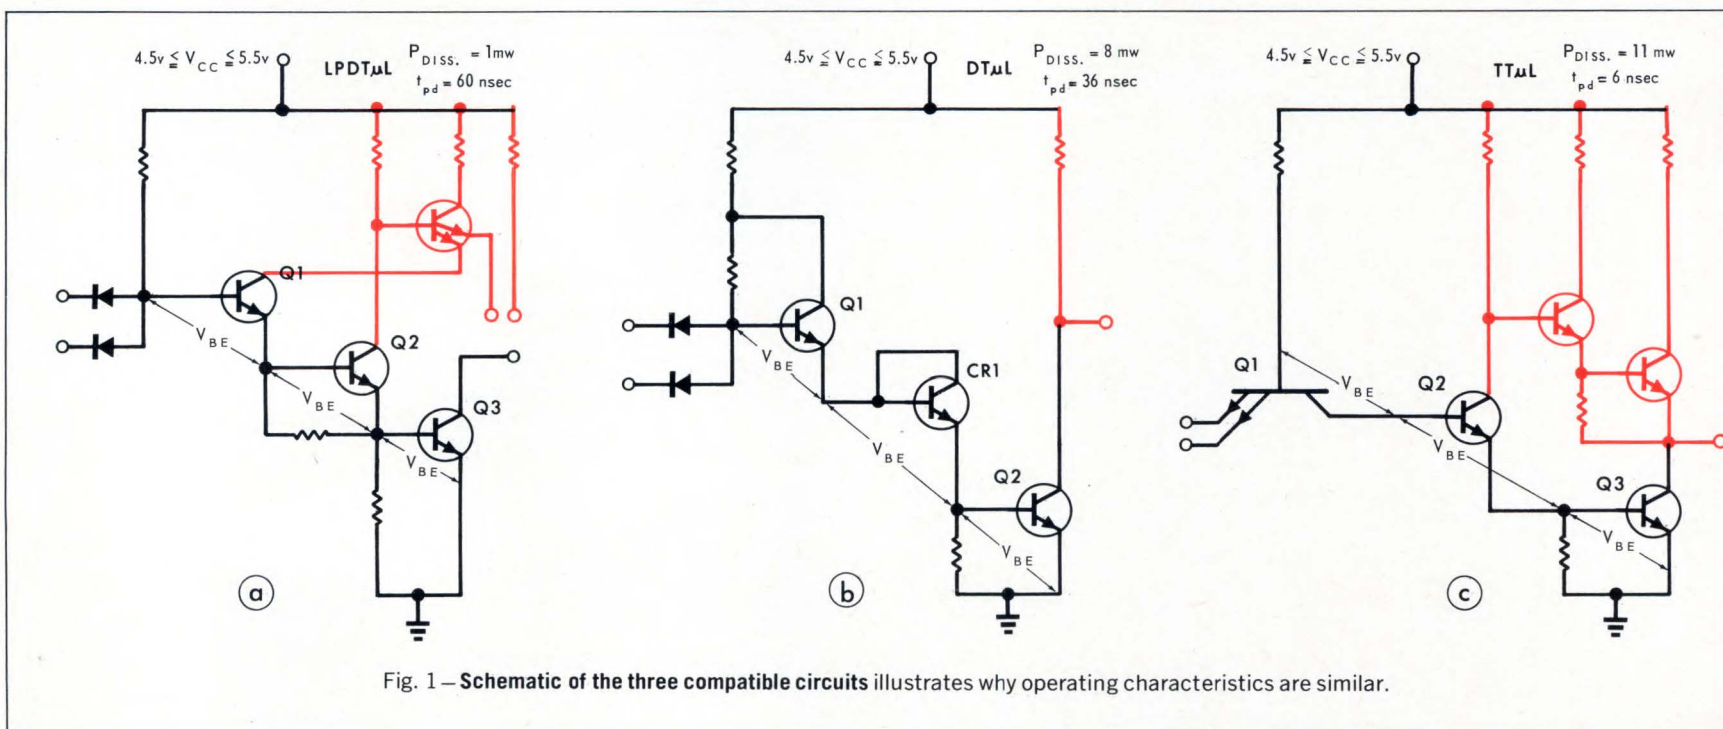 4.5v ≦ VCC ≦ 5.5v
LPDTμL
PDISS. = 1mw
tpd = 60 nsec
Q1
VBE
Q2
VBE
Q3
VBE
a
4.5v ≦ VCC ≦ 5.5v
DTμL
PDISS. = 8 mw
tpd = 36 nsec
Q1
VBE
CR1
VBE
Q2
VBE
b
4.5v ≦ VCC ≦ 5.5v
TTμL
PDISS. = 11 mw
tpd = 6 nsec
Q1
VBE
Q2
VBE
Q3
VBE
c
Fig. 1—Schematic of the three compatible circuits illustrates why operating characteristics are similar.